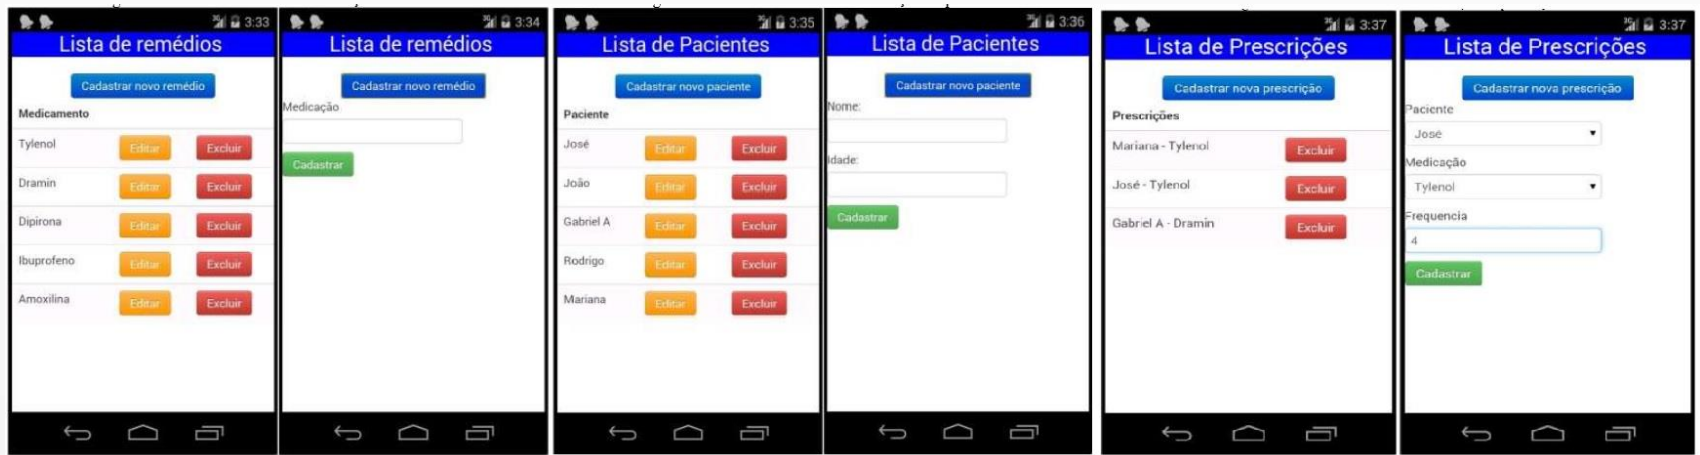 3:33
Lista de remédios
Cadastrar novo remédio
Medicamento
Tylenol Editar Excluir
Dramin Editar Excluir
Dipirona Editar Excluir
Ibuprofeno Editar Excluir
Amoxilina Editar Excluir
3:34
Lista de remédios
Cadastrar novo remédio
Medicação
Cadastrar
3:35
Lista de Pacientes
Cadastrar novo paciente
Paciente
José Editar Excluir
João Editar Excluir
Gabriel A Editar Excluir
Rodrigo Editar Excluir
Mariana Editar Excluir
3:36
Lista de Pacientes
Cadastrar novo paciente
Nome:
Idade:
Cadastrar
3:37
Lista de Prescrições
Cadastrar nova prescrição
Prescrições
Mariana - Tylenol Excluir
José - Tylenol Excluir
Gabriel A - Dramin Excluir
3:37
Lista de Prescrições
Cadastrar nova prescrição
Paciente
José
Medicação
Tylenol
Frequencia
4
Cadastrar